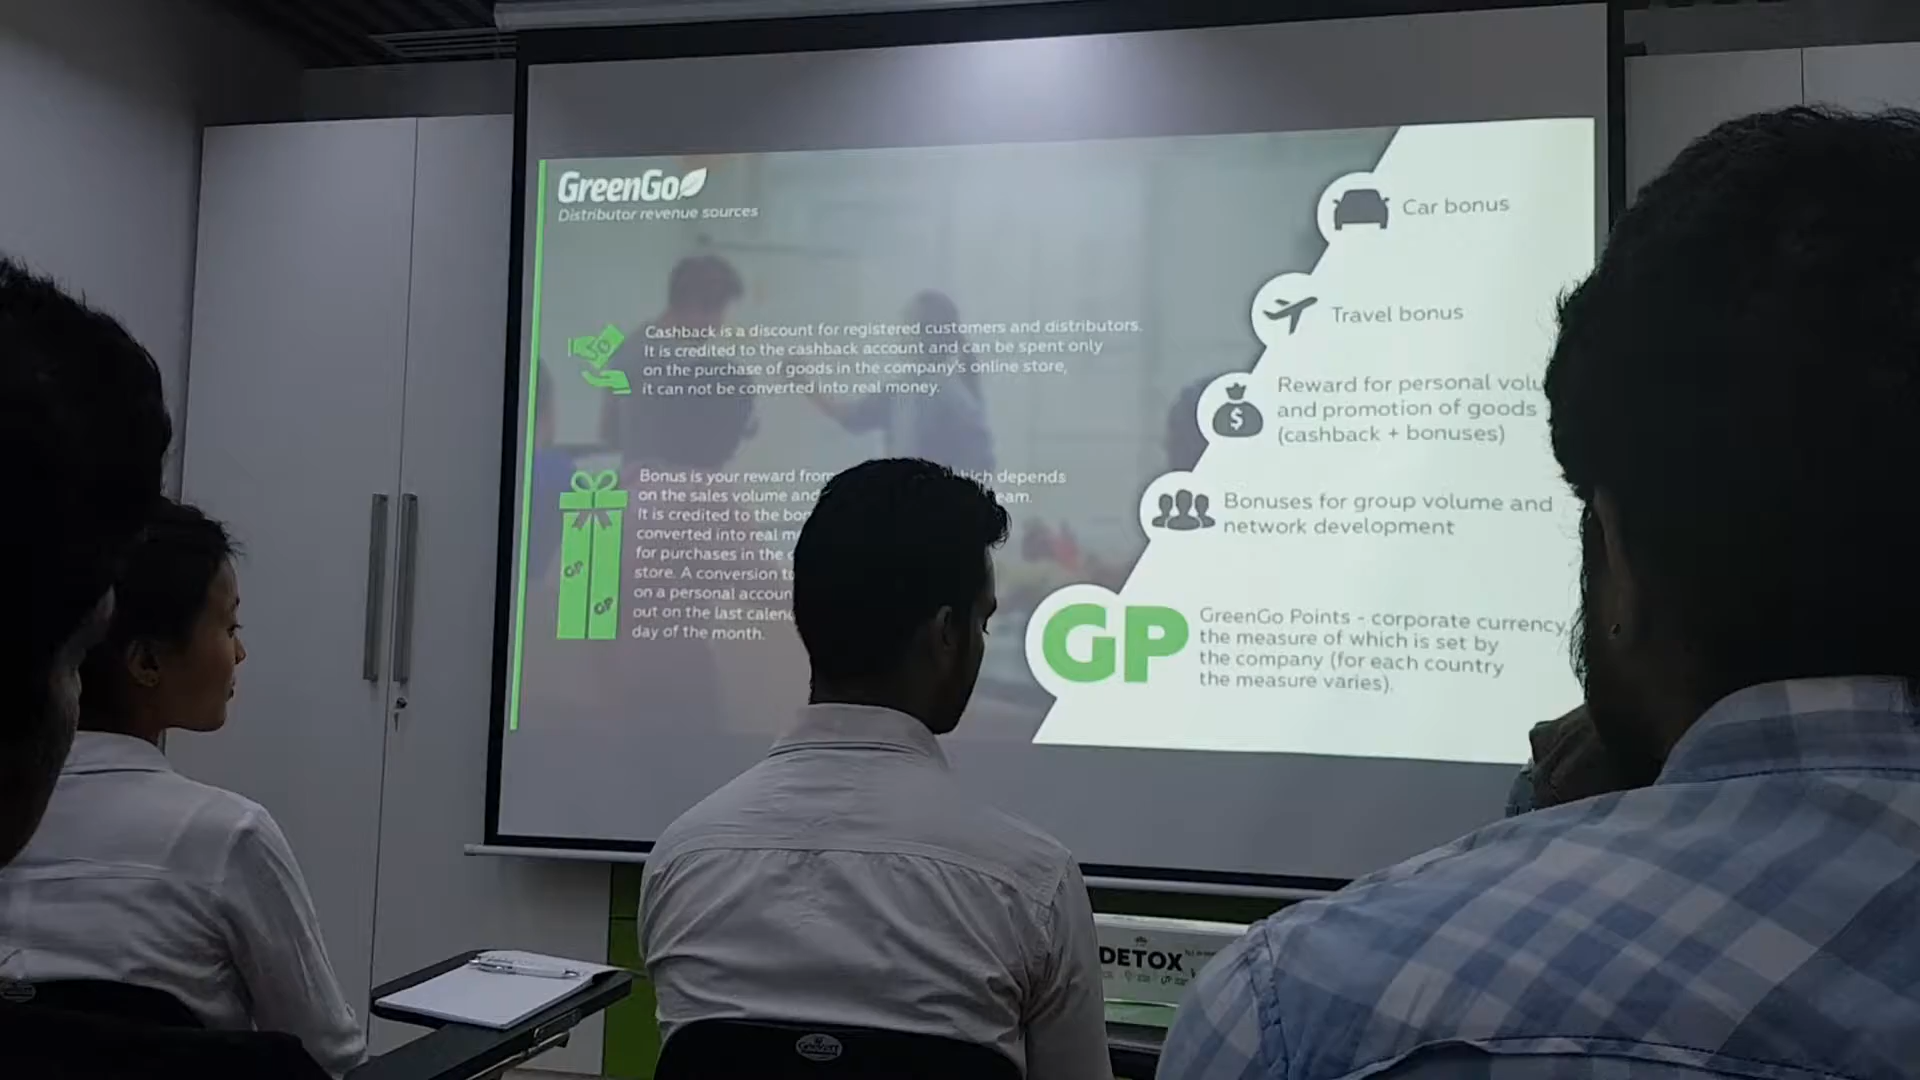 GreenGo
Distributor revenue sources
Cashback is a discount for registered customers and distributors.
It is credited to the cashback account and can be spent only
on the purchase of goods in the company's online store,
it can not be converted into real money.
Bonus is your reward from
depends
on the sales volume and
It is credited to the
converted into real
for purchases in the
store. A conversion
on a personal
out on the last
day of the month.
GP
GP
Car bonus
Travel bonus
Reward for personal
and promotion of goods
(cashback + bonuses)
Bonuses for group volume and
network development
GP
GreenGo Points - corporate currency,
the measure of which is set by
the company (for each country
the measure varies).
DETOX